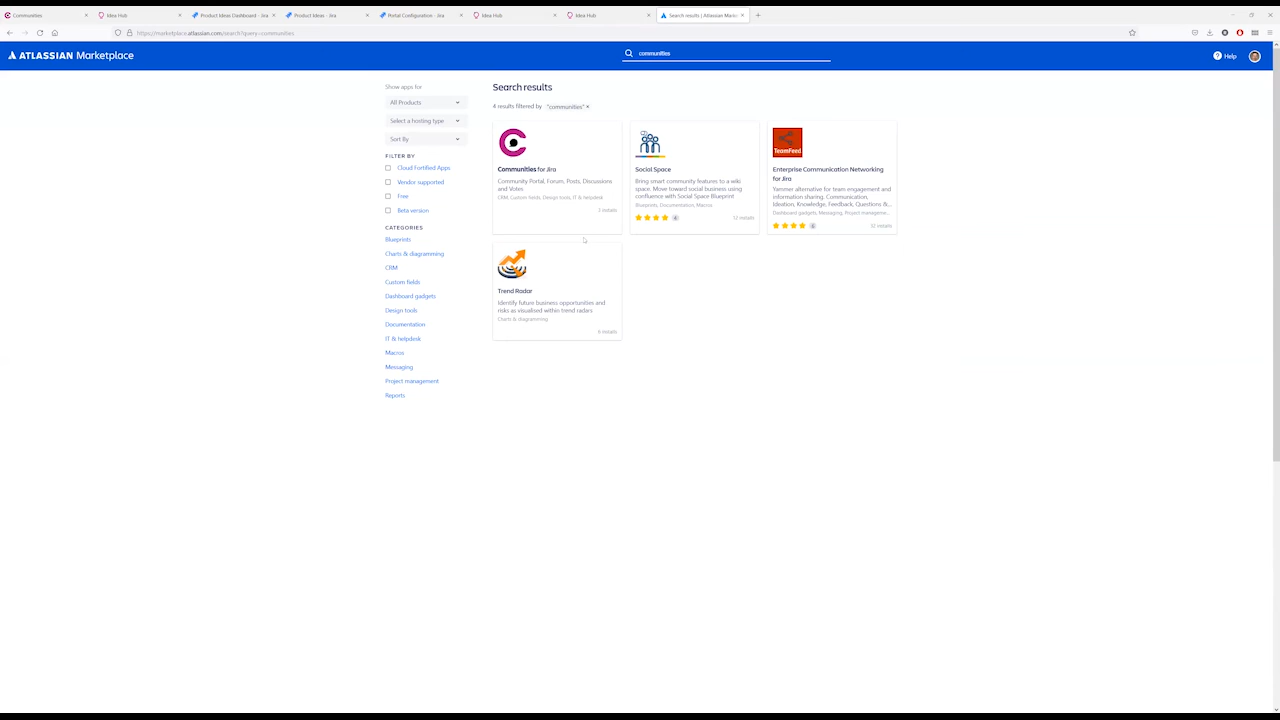 Communities
Idea Hub
Product Ideas Dashboard - Jira
Product Ideas - Jira
Portal Configuration - Jira
Idea Hub
Idea Hub
Search results | Atlassian Mark
https://marketplace.atlassian.com/search?query=communities
ATLASSIAN Marketplace
communities
Help
Show apps for
All Products
Select a hosting type
Sort By
FILTER BY
Cloud Fortified Apps
Vendor supported
Free
Beta version
CATEGORIES
Blueprints
Charts & diagramming
CRM
Custom fields
Dashboard gadgets
Design tools
Documentation
IT & helpdesk
Macros
Messaging
Project management
Reports
Search results
4 results filtered by "communities" ×
Communities for Jira
Community Portal, Forum, Posts, Discussions
and Votes
CRM, Custom fields, Design tools, IT & helpdesk
3 installs
Social Space
Bring smart community features to a wiki
space. Move toward social business using
confluence with Social Space Blueprint
Blueprints, Documentation, Macros
12 installs
TeamFeed
Enterprise Communication Networking
for Jira
Yammer alternative for team engagement and
information sharing. Communication,
Ideation, Knowledge, Feedback, Questions &...
Dashboard gadgets, Messaging, Project manageme...
32 installs
Trend Radar
Identify future business opportunities and
risks as visualised within trend radars
Charts & diagramming